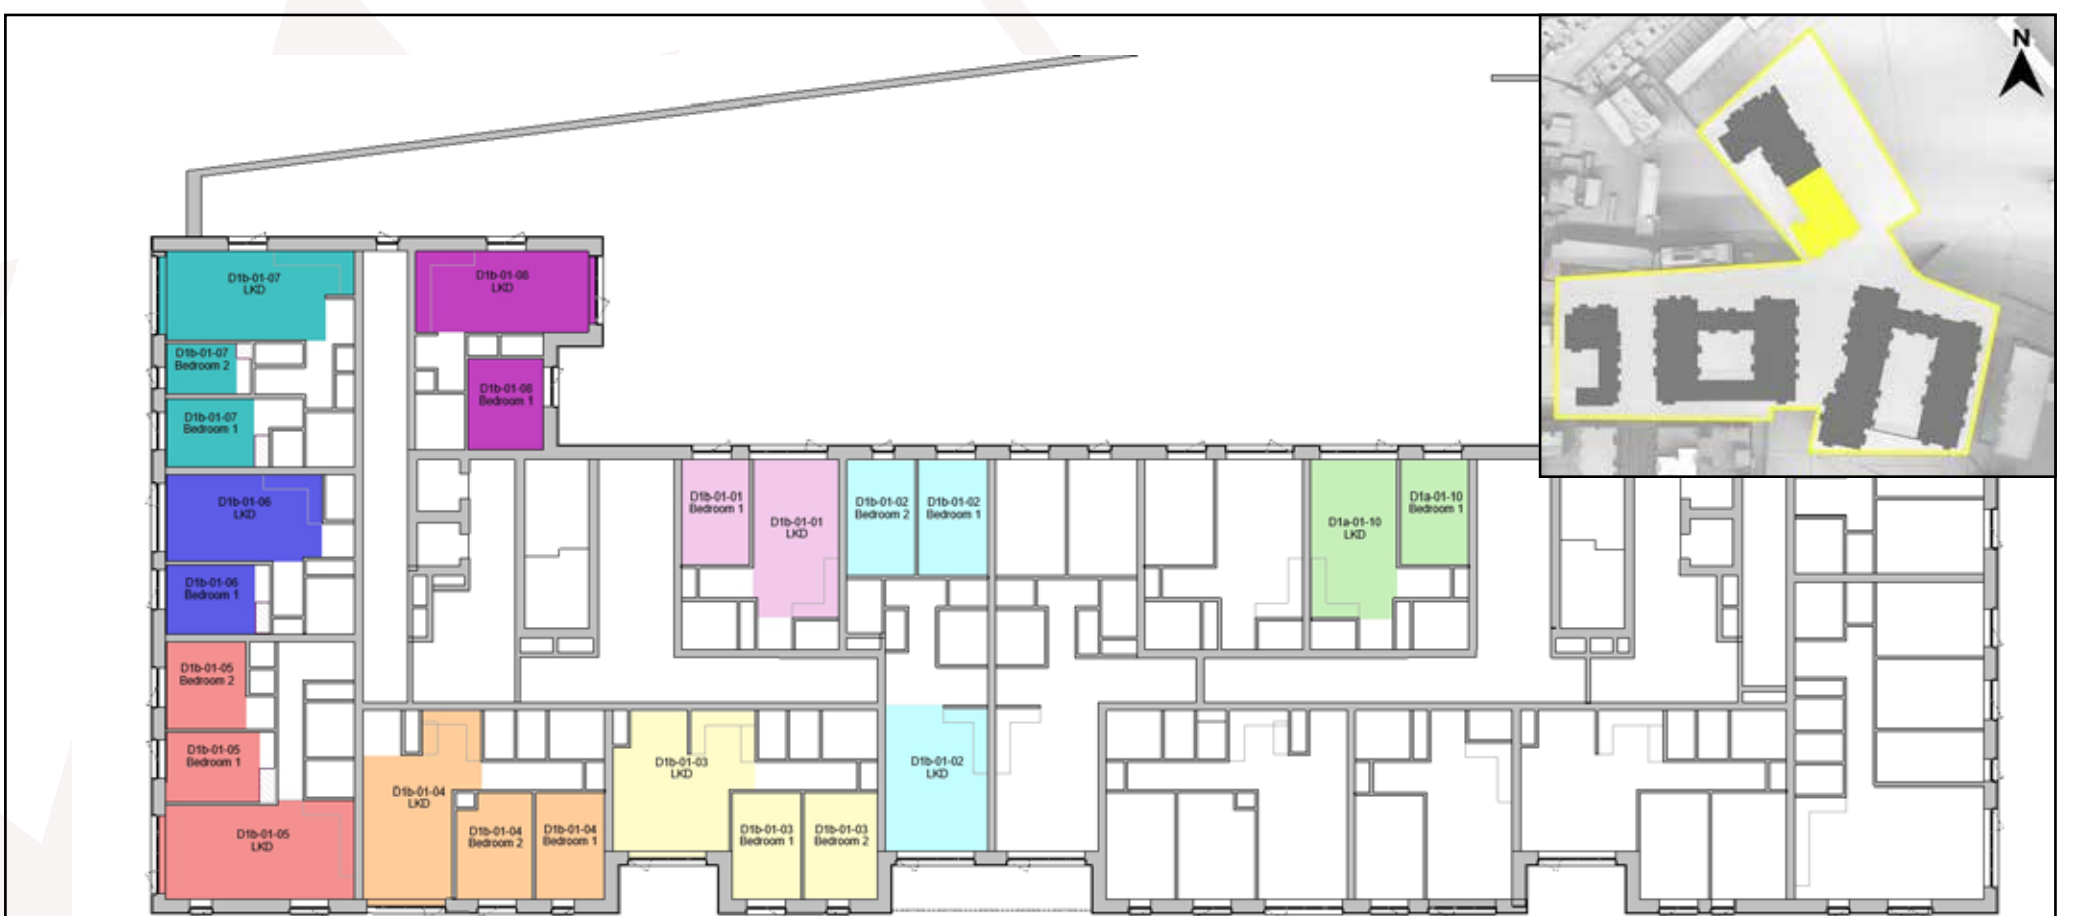 N
D1b-01-07
LKD
D1b-01-08
LKD
D1b-01-07
Bedroom 2
D1b-01-08
Bedroom 1
D1b-01-07
Bedroom 1
D1b-01-06
LKD
D1b-01-06
Bedroom 1
D1b-01-01
Bedroom 1
D1b-01-01
LKD
D1b-01-02
Bedroom 2
D1b-01-02
Bedroom 1
D1a-01-10
LKD
D1a-01-10
Bedroom 1
D1b-01-05
Bedroom 2
D1b-01-05
Bedroom 1
D1b-01-05
LKD
D1b-01-04
LKD
D1b-01-04
Bedroom 2
D1b-01-04
Bedroom 1
D1b-01-03
LKD
D1b-01-03
Bedroom 1
D1b-01-03
Bedroom 2
D1b-01-02
LKD